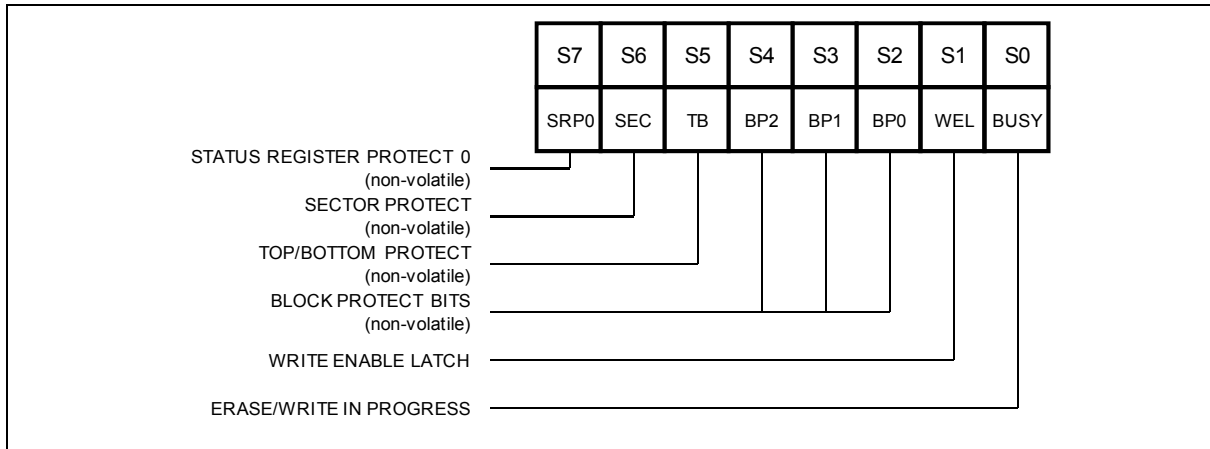 S7 S6 S5 S4 S3 S2 S1 S0
SRP0 SEC TB BP2 BP1 BP0 WEL BUSY
STATUS REGISTER PROTECT 0
(non-volatile)
SECTOR PROTECT
(non-volatile)
TOP/BOTTOM PROTECT
(non-volatile)
BLOCK PROTECT BITS
(non-volatile)
WRITE ENABLE LATCH
ERASE/WRITE IN PROGRESS